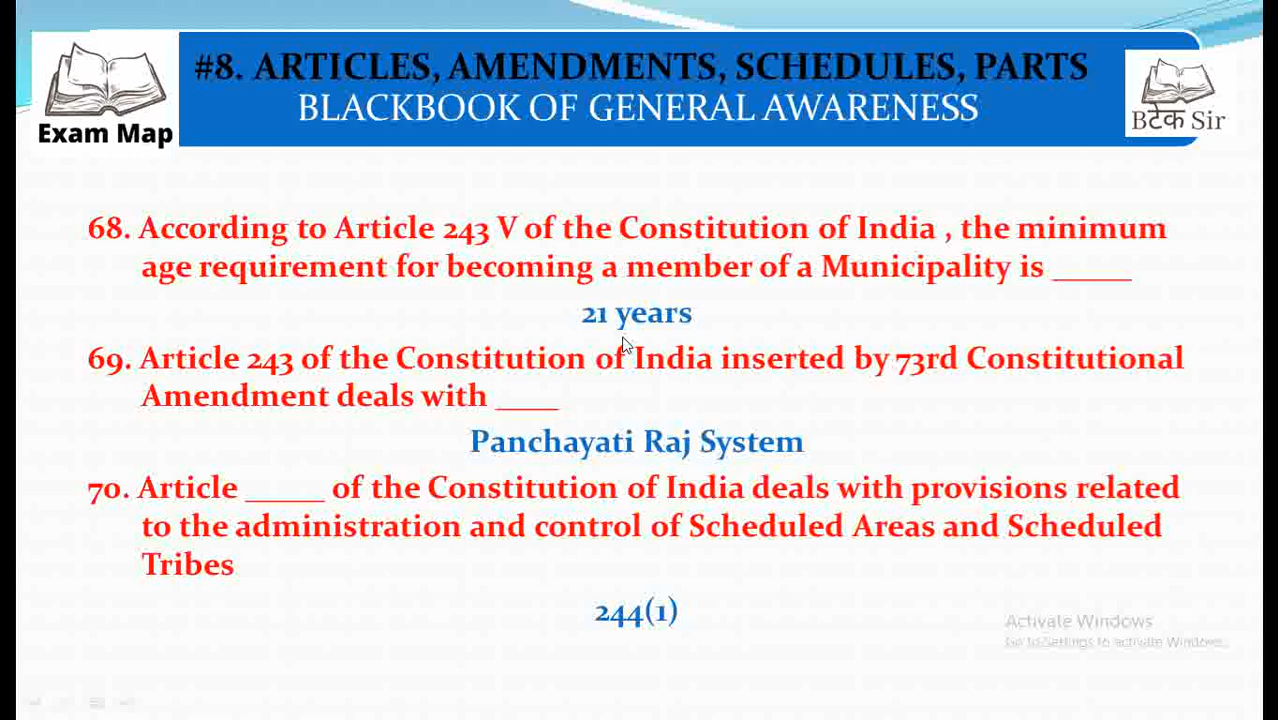 #8. ARTICLES, AMENDMENTS, SCHEDULES, PARTS
BLACKBOOK OF GENERAL AWARENESS
Exam Map
Bटेक Sir
68. According to Article 243 V of the Constitution of India , the minimum
age requirement for becoming a member of a Municipality is _____
21 years
69. Article 243 of the Constitution of India inserted by 73rd Constitutional
Amendment deals with ____
Panchayati Raj System
70. Article _____ of the Constitution of India deals with provisions related
to the administration and control of Scheduled Areas and Scheduled
Tribes
244(1)
Activate Windows
Go to Settings to activate Windows.